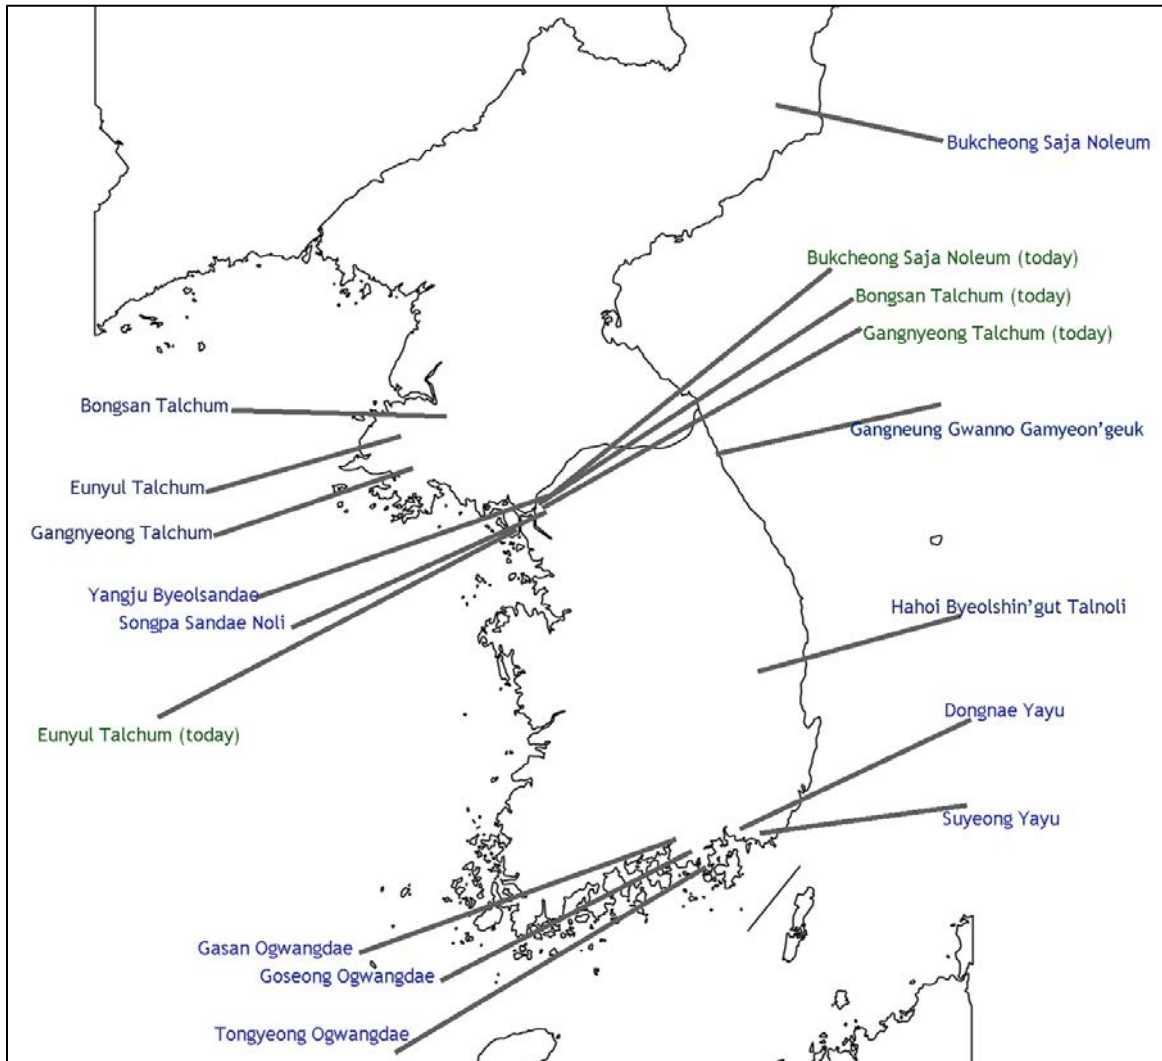 Bukcheong Saja Noleum
Bukcheong Saja Noleum (today)
Bongsan Talchum (today)
Gangnyeong Talchum (today)
Bongsan Talchum
Gangneung Gwanno Gamyeon’geuk
Eunyul Talchum
Gangnyeong Talchum
Yangju Byeolsandae
Songpa Sandae Noli
Hahoi Byeolshin’gut Talnoli
Dongnae Yayu
Eunyul Talchum (today)
Suyeong Yayu
Gasan Ogwangdae
Goseong Ogwangdae
Tongyeong Ogwangdae